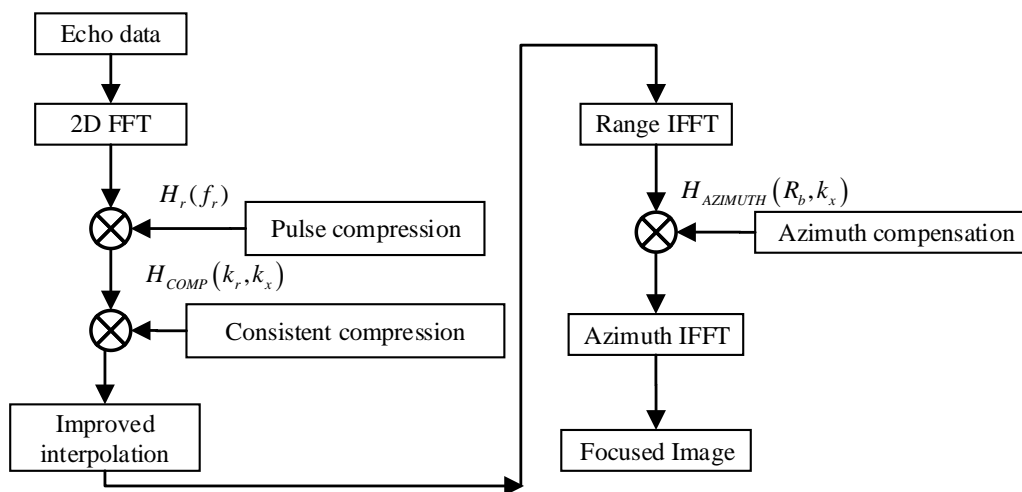 Echo data
2D FFT
H_r(f_r)
Pulse compression
H_COMP(k_r,k_x)
Consistent compression
Improved
interpolation
Range IFFT
H_AZIMUTH(R_b,k_x)
Azimuth compensation
Azimuth IFFT
Focused Image